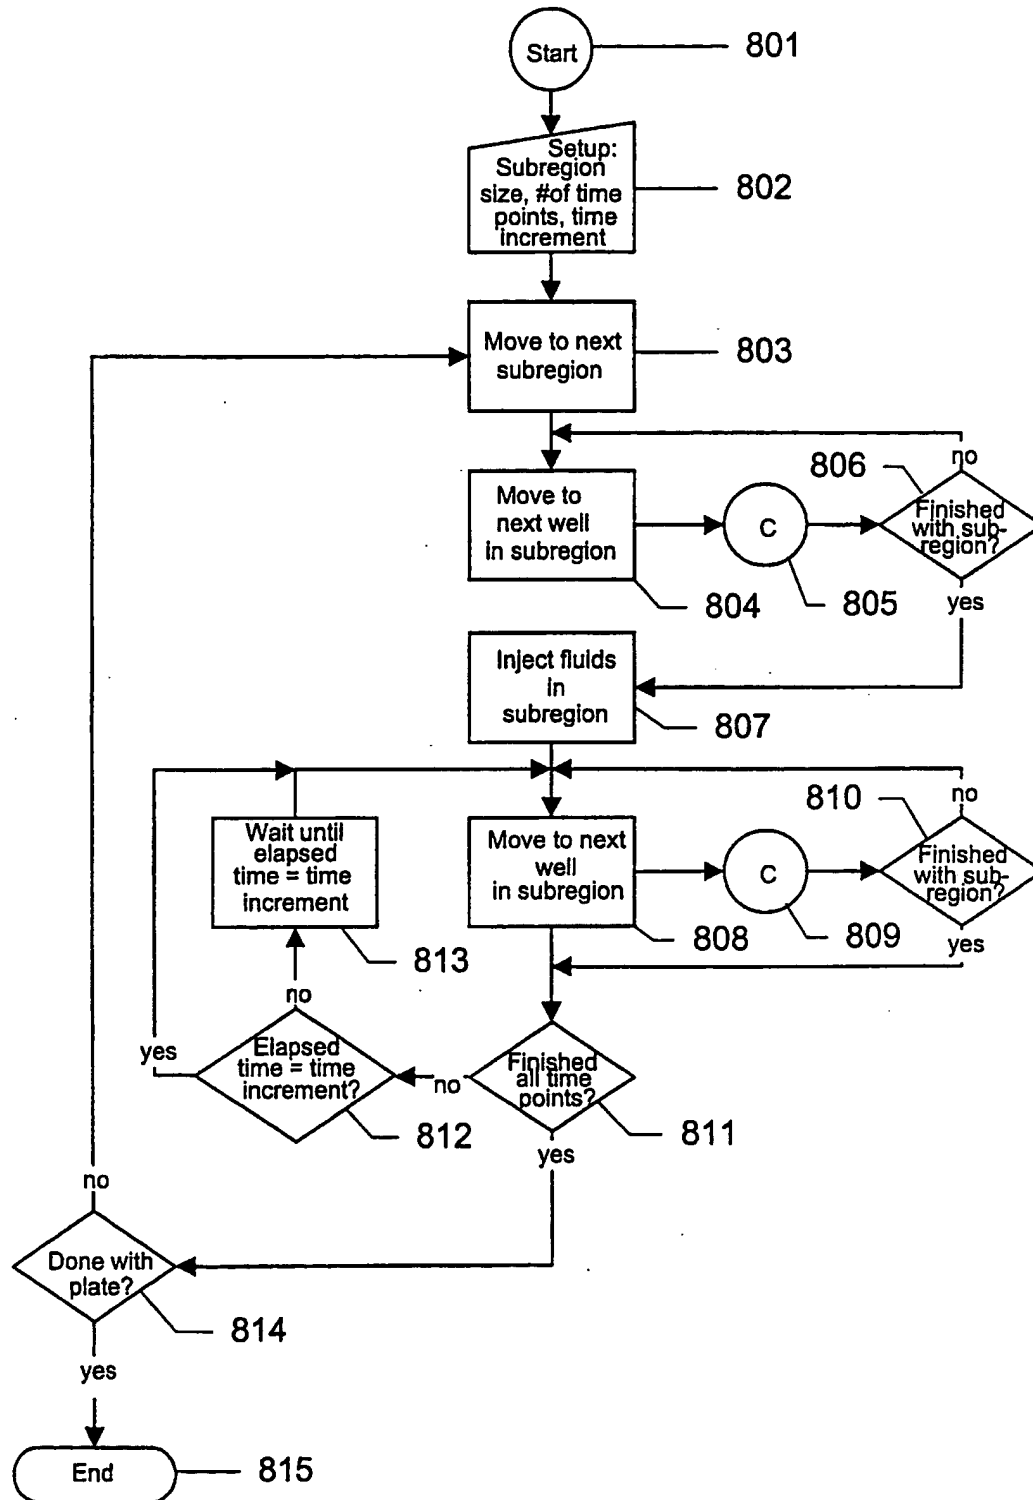 Start
801
Setup:
Subregion
size, #of time
points, time
increment
802
Move to next
subregion
803
no
806
Move to
next well
in subregion
C
Finished
with sub-
region?
804
805
yes
Inject fluids
in
subregion
807
810
no
Wait until
elapsed
time = time
increment
Move to next
well
in subregion
C
Finished
with sub-
region?
813
808
809
yes
no
yes
Elapsed
time = time
increment?
no
Finished
all time
points?
812
811
yes
no
Done with
plate?
814
yes
End
815